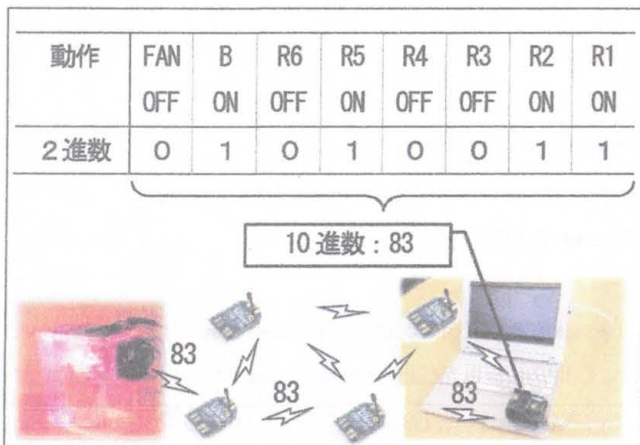 動作 FAN B R6 R5 R4 R3 R2 R1
OFF ON OFF ON OFF OFF ON ON
2進数 0 1 0 1 0 0 1 1
10進数：83
83
83
83